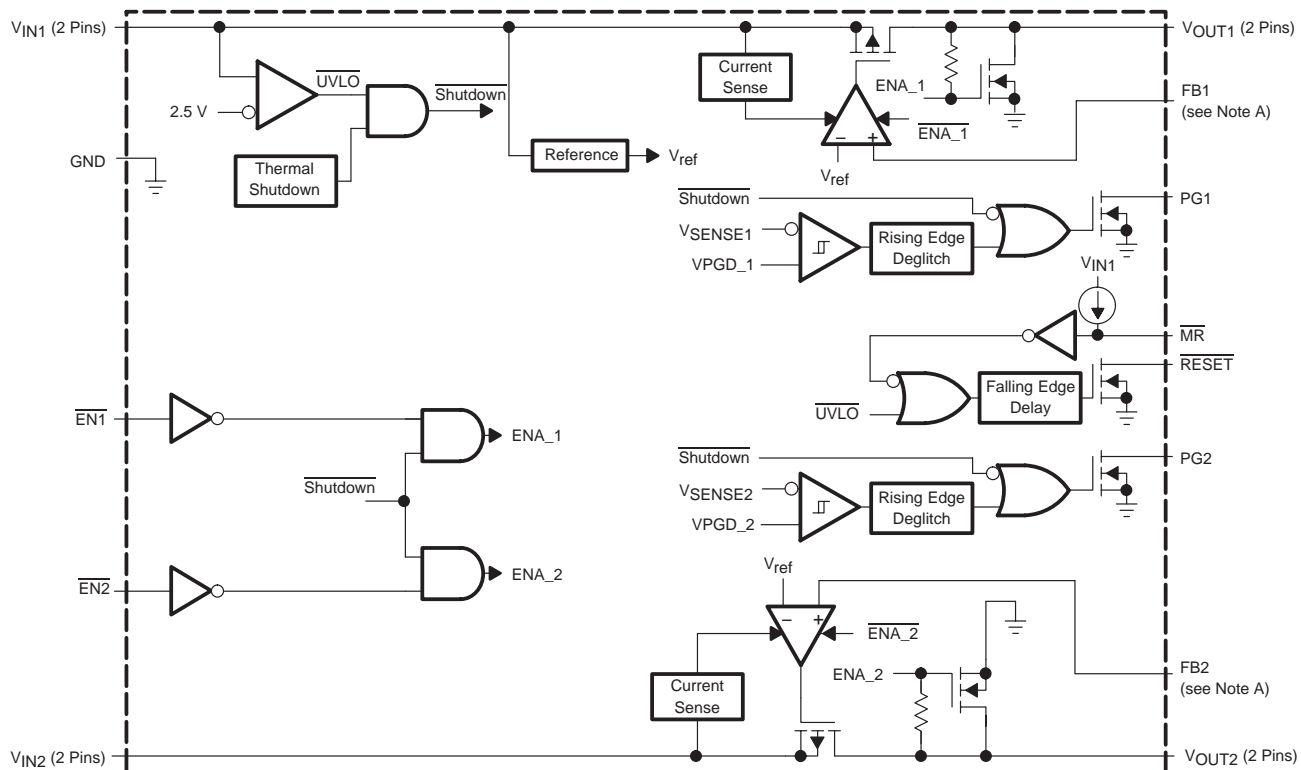 VIN1 (2 Pins)
VOUT1 (2 Pins)
UVLO
Shutdown
2.5 V
Current
Sense
ENA_1
FB1
(see Note A)
ENA_1
– +
Vref
GND
Thermal
Shutdown
Reference
Vref
Shutdown
PG1
VSENSE1
Rising Edge
Deglitch
VPGD_1
VIN1
MR
RESET
Falling Edge
Delay
UVLO
EN1
ENA_1
Shutdown
PG2
Shutdown
VSENSE2
Rising Edge
Deglitch
VPGD_2
EN2
ENA_2
Vref
– +
ENA_2
ENA_2
FB2
(see Note A)
Current
Sense
VIN2 (2 Pins)
VOUT2 (2 Pins)